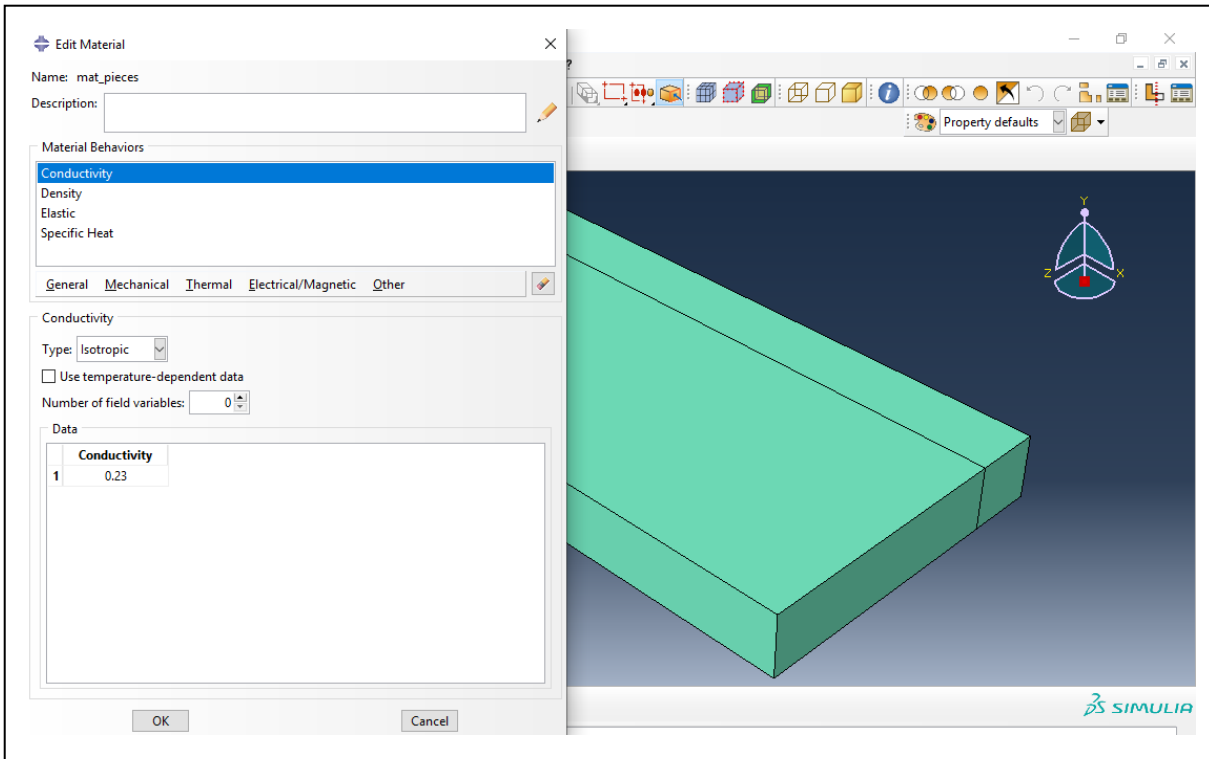 Edit Material
Name: mat_pieces
Description:
Material Behaviors
Conductivity
Density
Elastic
Specific Heat
General Mechanical Thermal Electrical/Magnetic Other
Conductivity
Type: Isotropic
Use temperature-dependent data
Number of field variables: 0
Data
Conductivity
1 0.23
OK Cancel
?
Property defaults
Y
Z X
SIMULIA